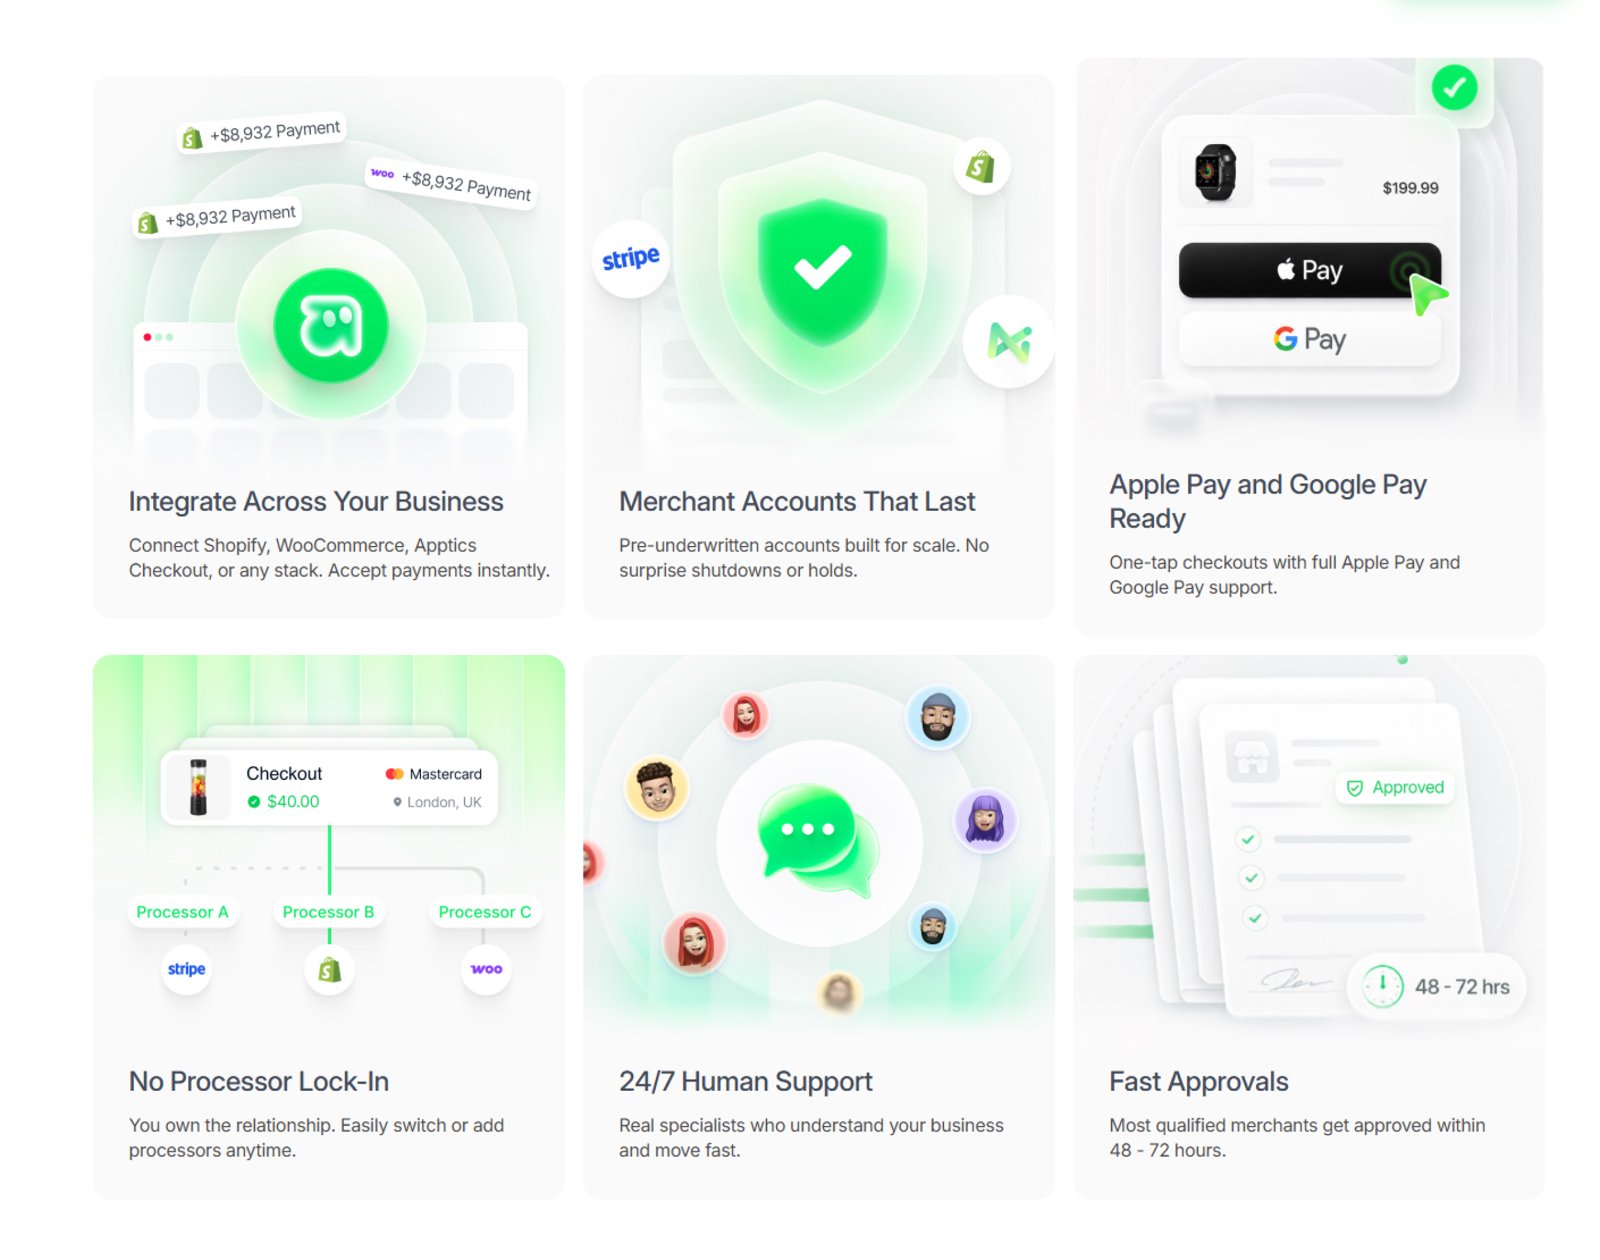 +$8,932 Payment
woo +$8,932 Payment
+$8,932 Payment
Integrate Across Your Business
Connect Shopify, WooCommerce, Apptics
Checkout, or any stack. Accept payments instantly.
stripe
Merchant Accounts That Last
Pre-underwritten accounts built for scale. No
surprise shutdowns or holds.
$199.99
Pay
G Pay
Apple Pay and Google Pay
Ready
One-tap checkouts with full Apple Pay and
Google Pay support.
Checkout
Mastercard
$40.00
London, UK
Processor A
Processor B
Processor C
stripe
woo
No Processor Lock-In
You own the relationship. Easily switch or add
processors anytime.
24/7 Human Support
Real specialists who understand your business
and move fast.
Approved
48 - 72 hrs
Fast Approvals
Most qualified merchants get approved within
48 - 72 hours.